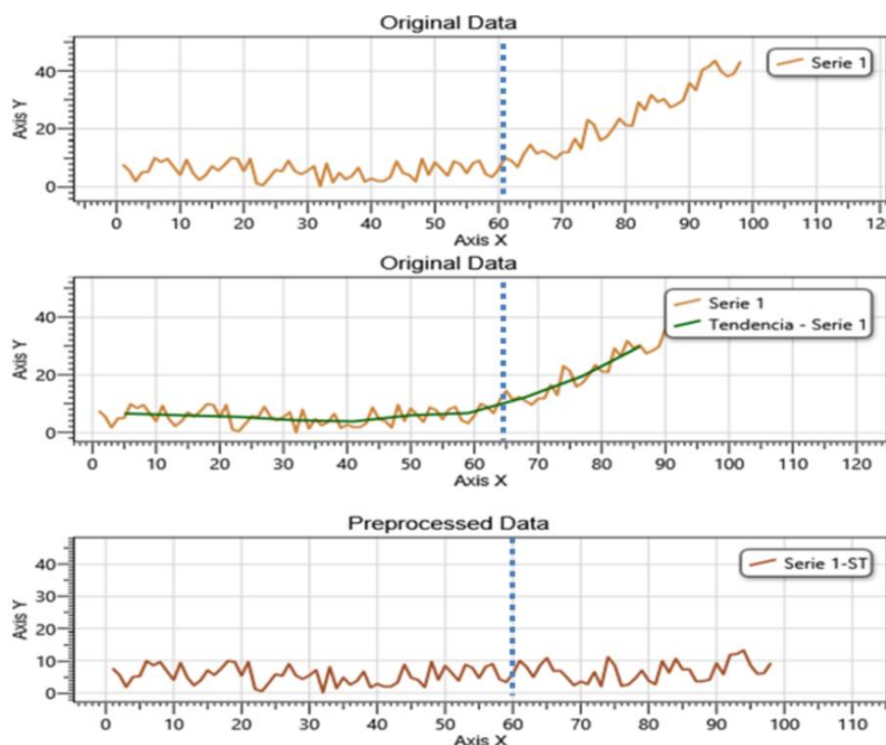 Original Data
Axis Y
40
20
0
Serie 1
0 10 20 30 40 50 60 70 80 90 100 110 120
Axis X
Original Data
Axis Y
40
20
0
Serie 1
Tendencia - Serie 1
0 10 20 30 40 50 60 70 80 90 100 110 120
Axis X
Preprocessed Data
Axis Y
40
30
20
10
0
Serie 1-ST
0 10 20 30 40 50 60 70 80 90 100 110
Axis X